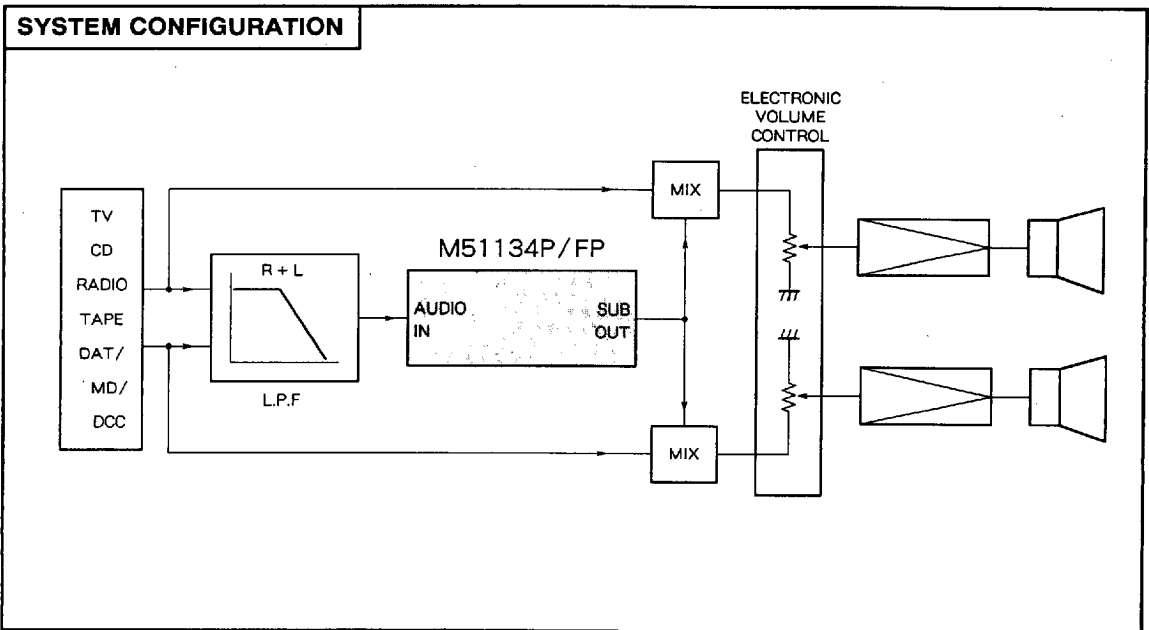 SYSTEM CONFIGURATION
ELECTRONIC
VOLUME
CONTROL
TV
CD
RADIO
TAPE
DAT/
MD/
DCC
R+L
L.P.F
M51134P/FP
AUDIO
IN
SUB
OUT
MIX
MIX